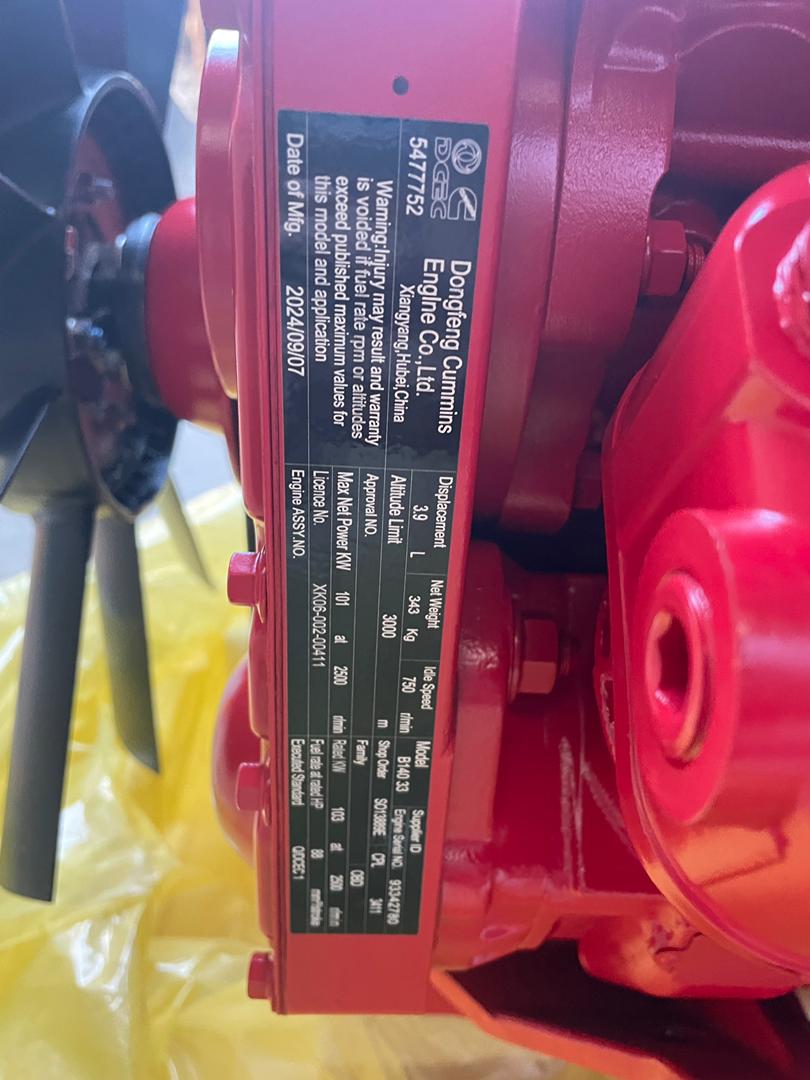 DCEC
Dongfeng Cummins
Engine Co.,Ltd.
5477752
Xiangyang,Hubei,China
Warning:Injury may result and warranty
is voided if fuel rate rpm or altitudes
exceed published maximum values for
this model and application
Date of Mfg. 2024/09/07
Displacement Net Weight Idle Speed Model Supplier ID
3.9 L 343 Kg 750 r/min B140 33 Engine Serial NO. 93342780
Altitude Limit 3000 m Shop Order SO13889E CPL 3411
Approval NO. Family OBD
Max Net Power KW 101 at 2500 r/min Rated KW 103 at 2500 r/min
Licence No. XK06-002-00411 Fuel rate at rated HP 88 mm³/stroke
Engine ASSY.NO. Executed Standard Q/DCEC1